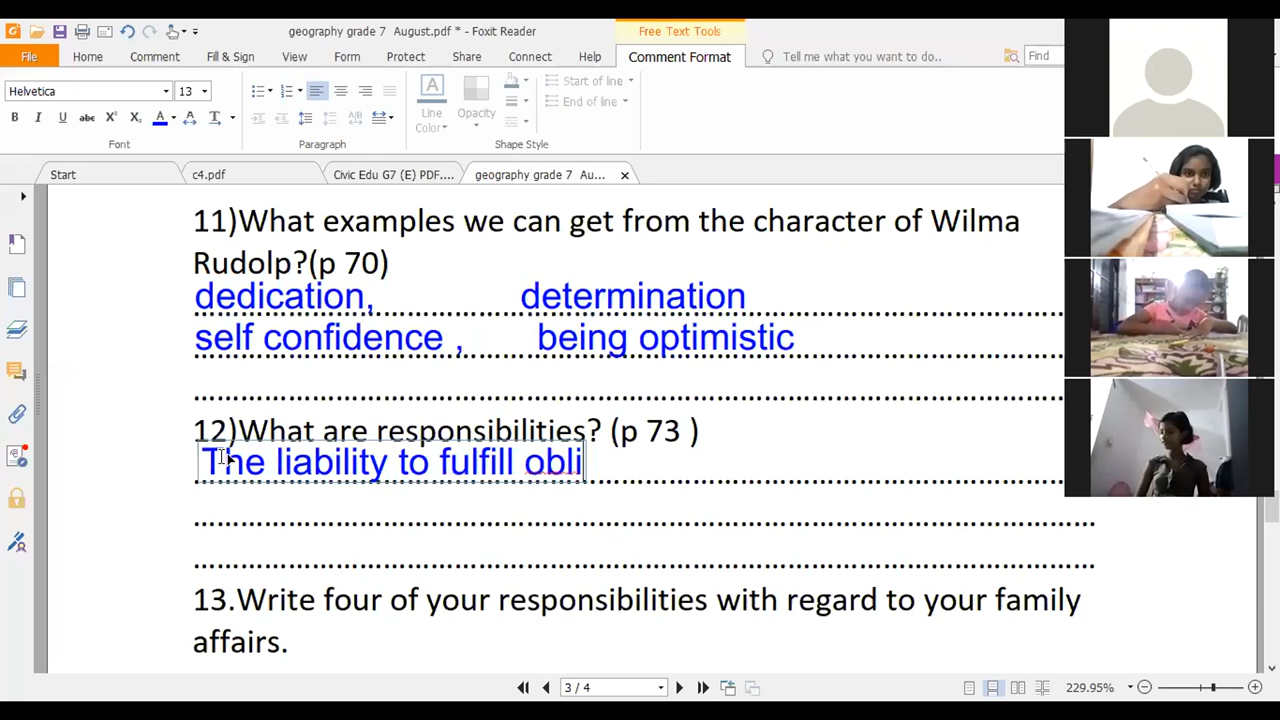 geography grade 7 August.pdf * - Foxit Reader
Free Text Tools
File Home Comment Fill & Sign View Form Protect Share Connect Help Comment Format Tell me what you want to do.. Find
Helvetica 13
Start of line
End of line
Line Color Opacity
B I U abc X² X₂ A A T
Font Paragraph Shape Style
Start c4.pdf Civic Edu G7 (E) PDF.... geography grade 7 Au...
11)What examples we can get from the character of Wilma
Rudolp?(p 70)
dedication, determination
self confidence , being optimistic
12)What are responsibilities? (p 73 )
The liability to fulfill obli
13.Write four of your responsibilities with regard to your family
affairs.
3 / 4 229.95%